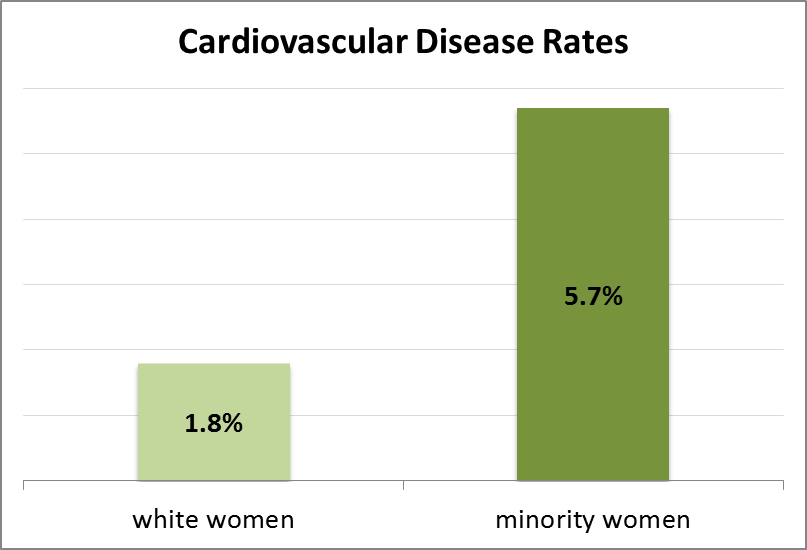 Cardiovascular Disease Rates
5.7%
1.8%
white women
minority women